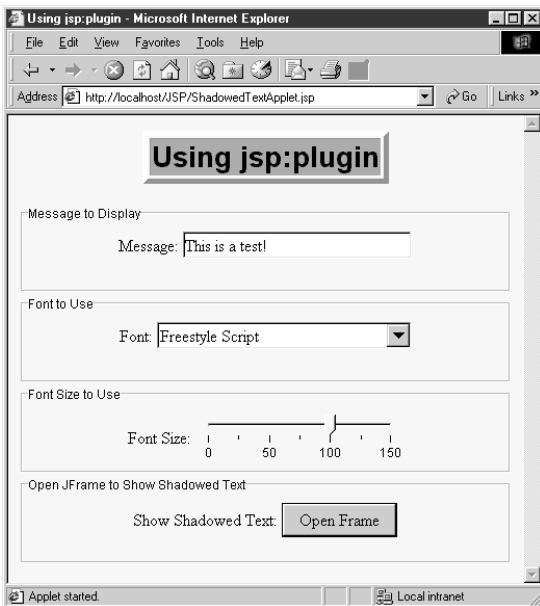 Using jsp:plugin - Microsoft Internet Explorer
File Edit View Favorites Tools Help
Address http://localhost/JSP/ShadowedTextApplet.jsp Go Links »
Using jsp:plugin
Message to Display
Message: This is a test!
Font to Use
Font: Freestyle Script
Font Size to Use
Font Size:
0 50 100 150
Open JFrame to Show Shadowed Text
Show Shadowed Text: Open Frame
Applet started. Local intranet